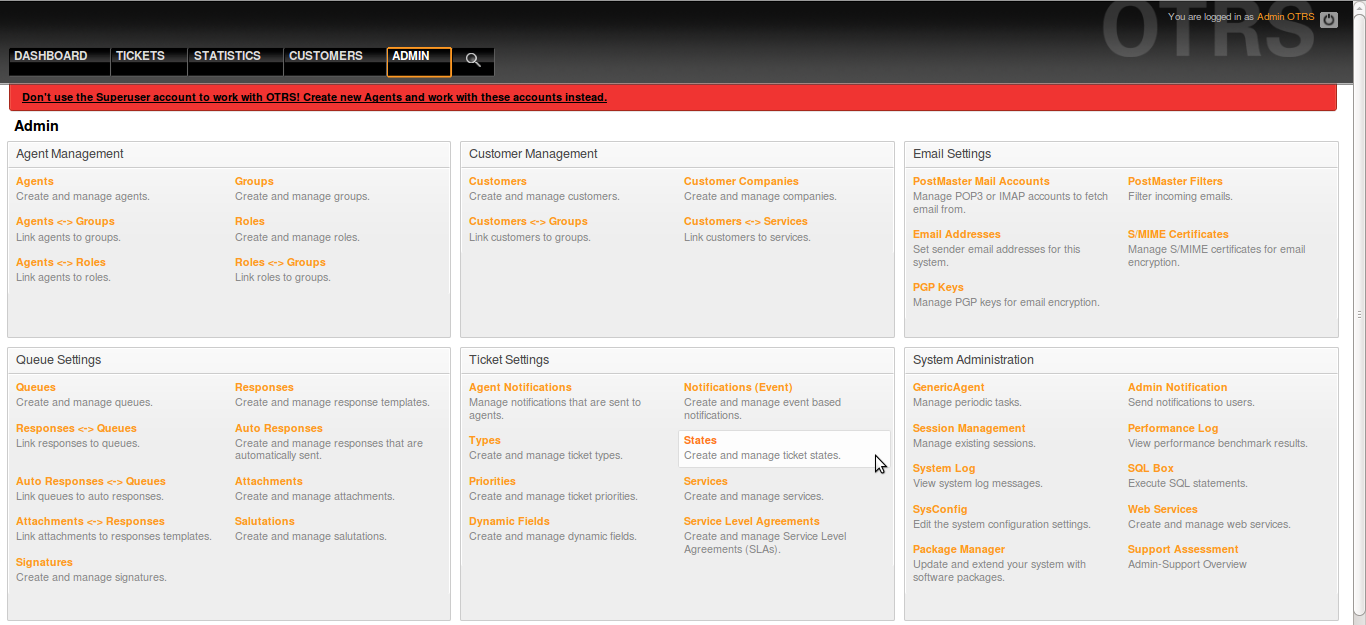 OTRS
You are logged in as Admin OTRS
DASHBOARD
TICKETS
STATISTICS
CUSTOMERS
ADMIN
Don't use the Superuser account to work with OTRS! Create new Agents and work with these accounts instead.
Admin
Agent Management
Agents
Create and manage agents.
Groups
Create and manage groups.
Agents <-> Groups
Link agents to groups.
Roles
Create and manage roles.
Agents <-> Roles
Link agents to roles.
Roles <-> Groups
Link roles to groups.
Customer Management
Customers
Create and manage customers.
Customer Companies
Create and manage companies.
Customers <-> Groups
Link customers to groups.
Customers <-> Services
Link customers to services.
Email Settings
PostMaster Mail Accounts
Manage POP3 or IMAP accounts to fetch
email from.
PostMaster Filters
Filter incoming emails.
Email Addresses
Set sender email addresses for this
system.
S/MIME Certificates
Manage S/MIME certificates for email
encryption.
PGP Keys
Manage PGP keys for email encryption.
Queue Settings
Queues
Create and manage queues.
Responses
Create and manage response templates.
Responses <-> Queues
Link responses to queues.
Auto Responses
Create and manage responses that are
automatically sent.
Auto Responses <-> Queues
Link queues to auto responses.
Attachments
Create and manage attachments.
Attachments <-> Responses
Link attachments to responses templates.
Salutations
Create and manage salutations.
Signatures
Create and manage signatures.
Ticket Settings
Agent Notifications
Manage notifications that are sent to
agents.
Notifications (Event)
Create and manage event based
notifications.
Types
Create and manage ticket types.
States
Create and manage ticket states.
Priorities
Create and manage ticket priorities.
Services
Create and manage services.
Dynamic Fields
Create and manage dynamic fields.
Service Level Agreements
Create and manage Service Level
Agreements (SLAs).
System Administration
GenericAgent
Manage periodic tasks.
Admin Notification
Send notifications to users.
Session Management
Manage existing sessions.
Performance Log
View performance benchmark results.
System Log
View system log messages.
SQL Box
Execute SQL statements.
SysConfig
Edit the system configuration settings.
Web Services
Create and manage web services.
Package Manager
Update and extend your system with
software packages.
Support Assessment
Admin-Support Overview